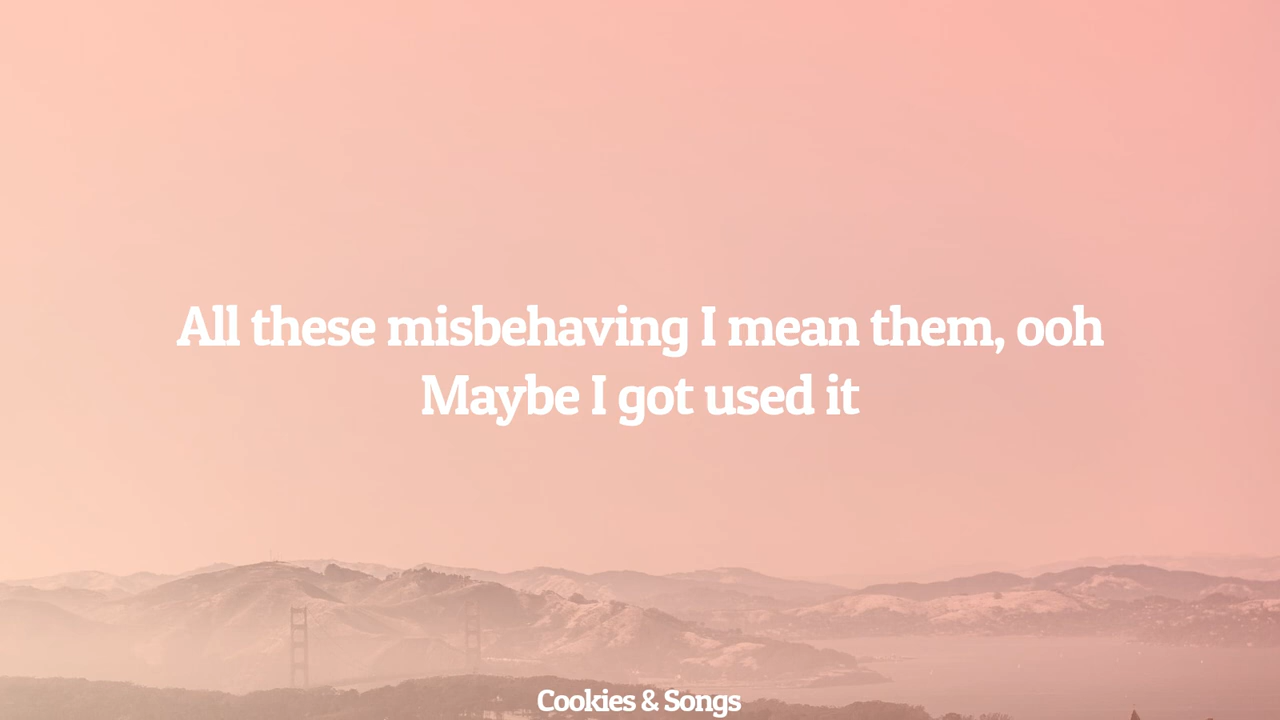 All these misbehaving I mean them, ooh
Maybe I got used it
Cookies & Songs